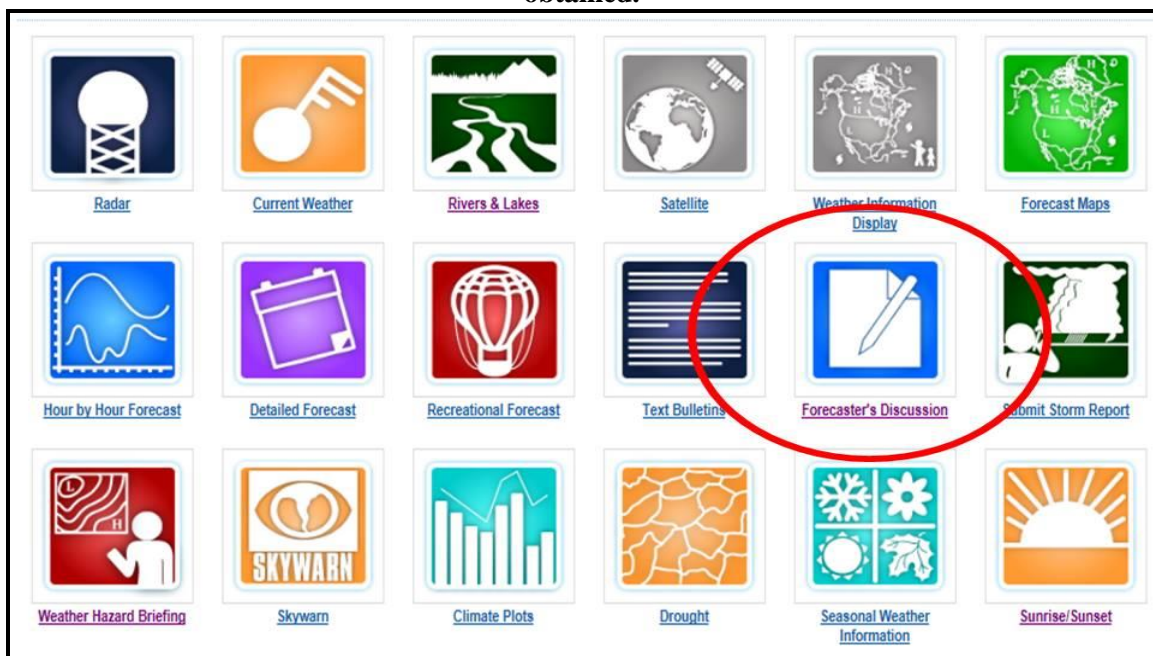 obtained.
Radar
Current Weather
Rivers & Lakes
Satellite
Weather Information
Display
Forecast Maps
H
H
H
L
H
H
L
Hour by Hour Forecast
Detailed Forecast
Recreational Forecast
Text Bulletins
Forecaster's Discussion
Submit Storm Report
L
H
SKYWARN
Weather Hazard Briefing
Skywarn
Climate Plots
Drought
Seasonal Weather
Information
Sunrise/Sunset